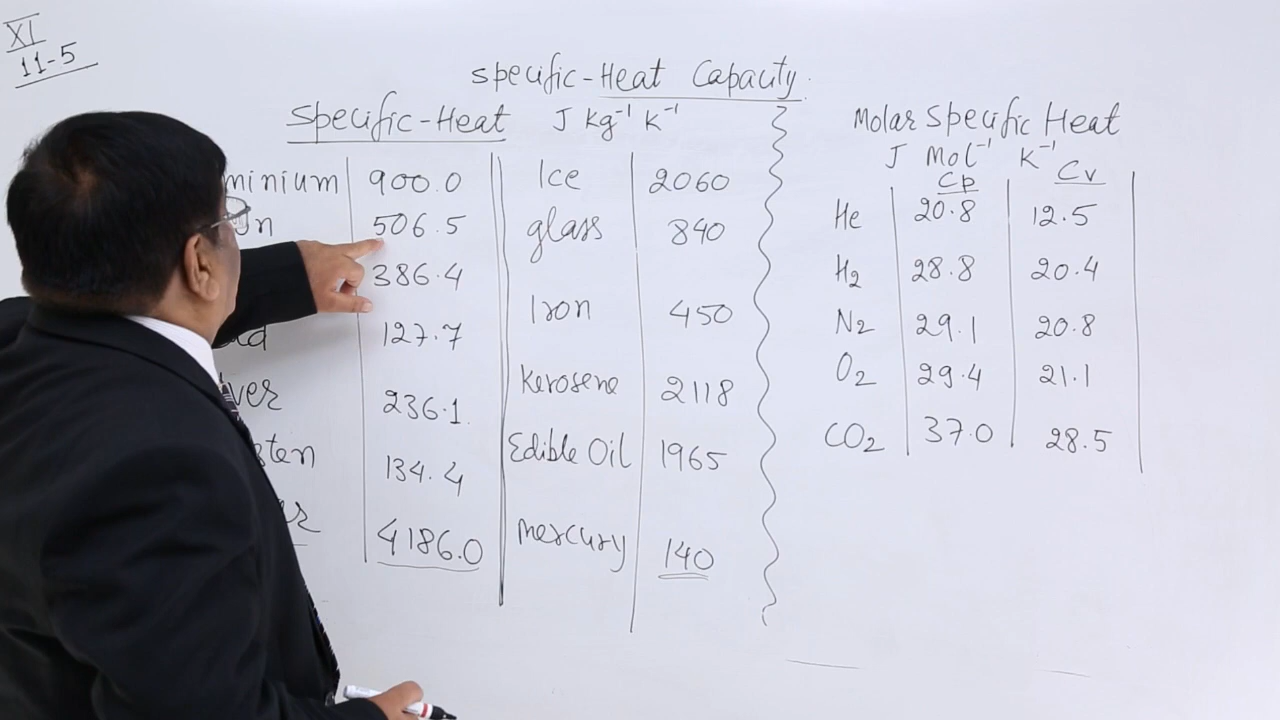 XI
11-5
Specific-Heat Capacity.
Specific-Heat J Kg⁻¹ K⁻¹
minium 900.0
506.5
386.4
127.7
236.1
134.4
4186.0
Ice 2060
glass 840
Iron 450
Kerosene 2118
Edible Oil 1965
Mercury 140
Molar Specific Heat
J Mol⁻¹ K⁻¹
Cp Cv
He 20.8 12.5
H₂ 28.8 20.4
N₂ 29.1 20.8
O₂ 29.4 21.1
CO₂ 37.0 28.5